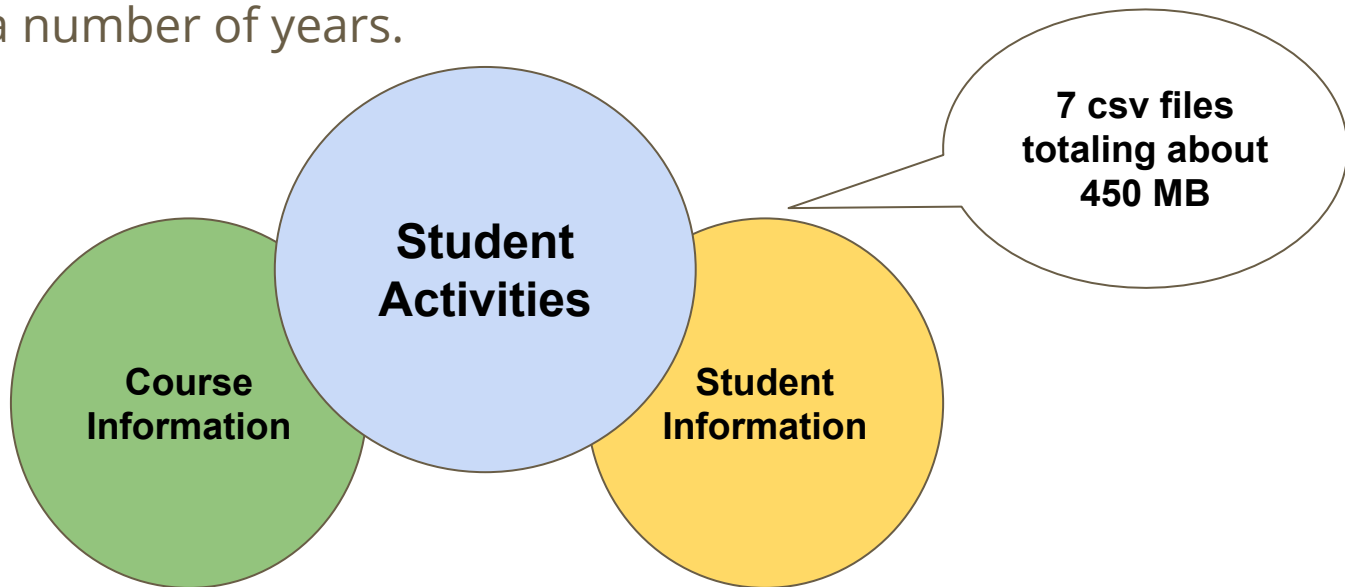 a number of years.
7 csv files
totaling about
450 MB
Student
Activities
Course
Information
Student
Information